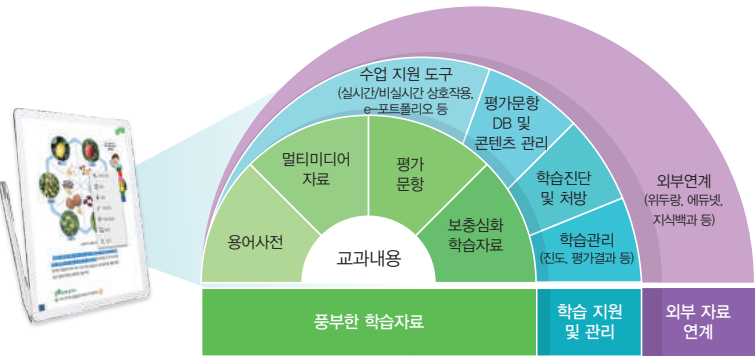 수업 지원 도구
(실시간/비실시간 상호작용,
e-포트폴리오 등
평가문항
DB 및
콘텐츠 관리
멀티미디어
자료
평가
문항
학습진단
및 처방
외부연계
(위두랑, 에듀넷,
지식백과 등)
용어사전
보충심화
학습자료
학습관리
(진도, 평가결과 등)
교과내용
풍부한 학습자료
학습 지원
및 관리
외부 자료
연계